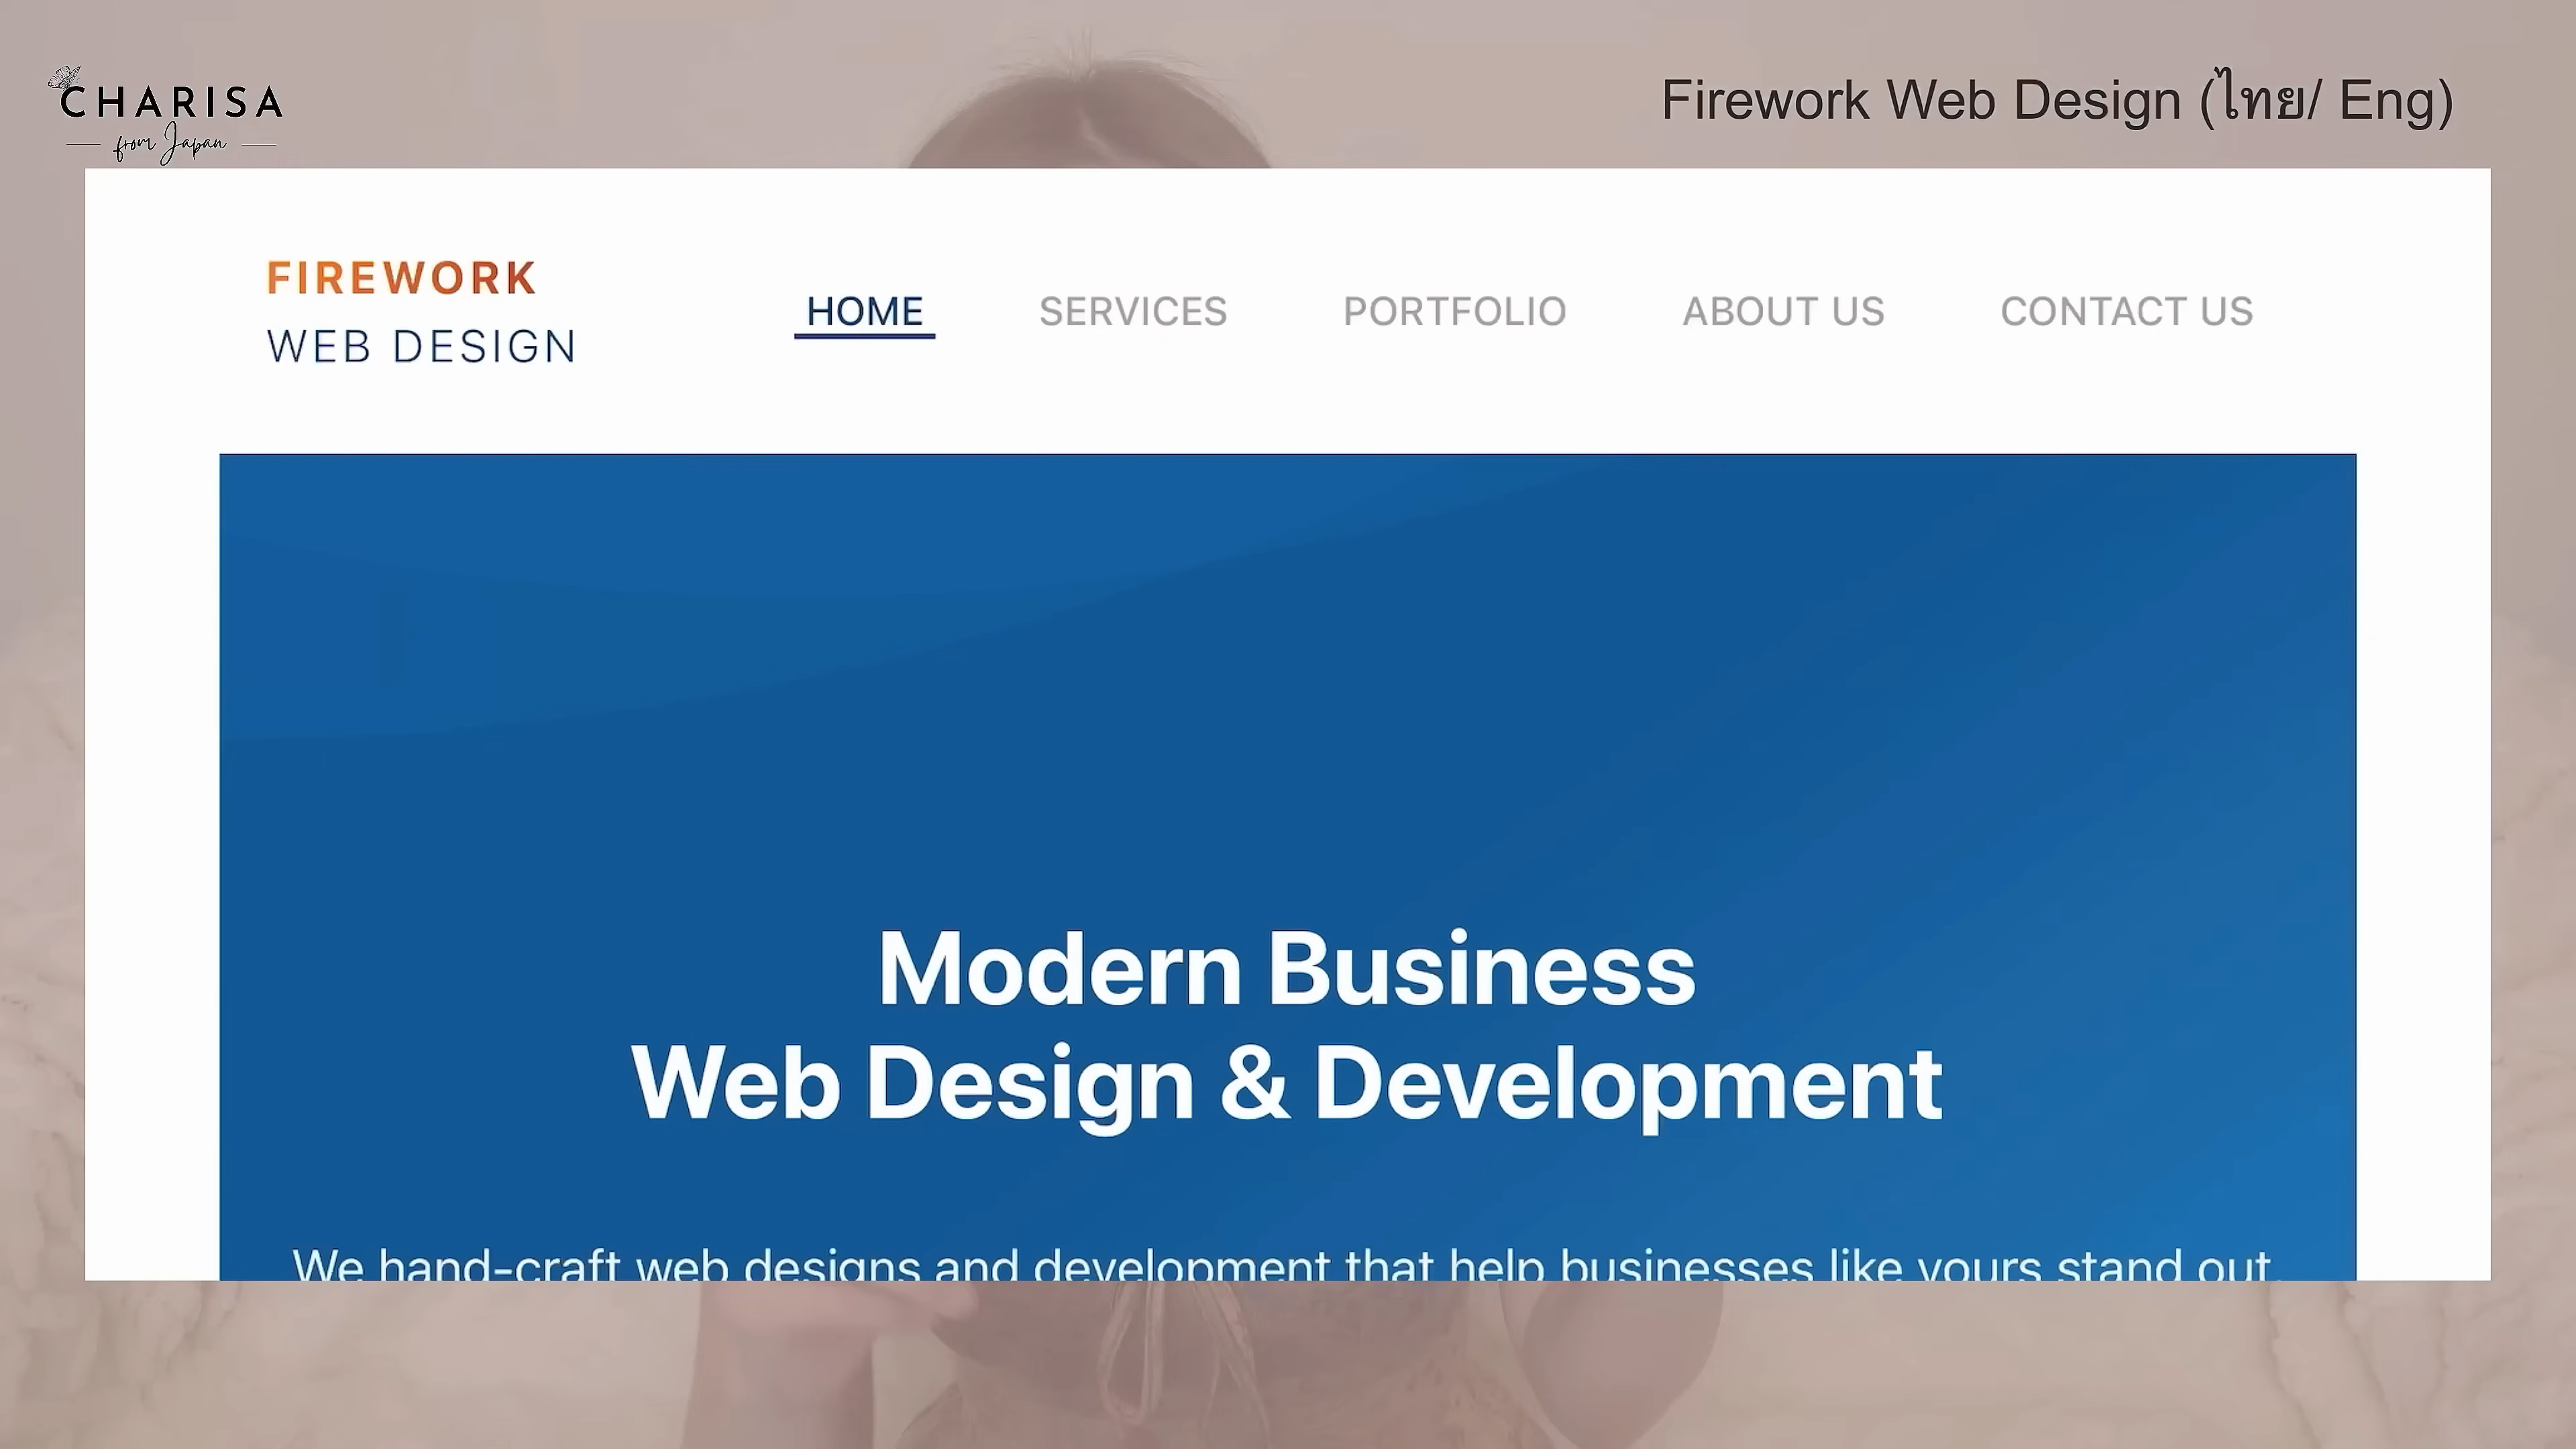 CHARISA
from Japan
Firework Web Design (ไทย/ Eng)
FIREWORK
WEB DESIGN
HOME
SERVICES
PORTFOLIO
ABOUT US
CONTACT US
Modern Business
Web Design & Development
We hand-craft web designs and development that help businesses like yours stand out.